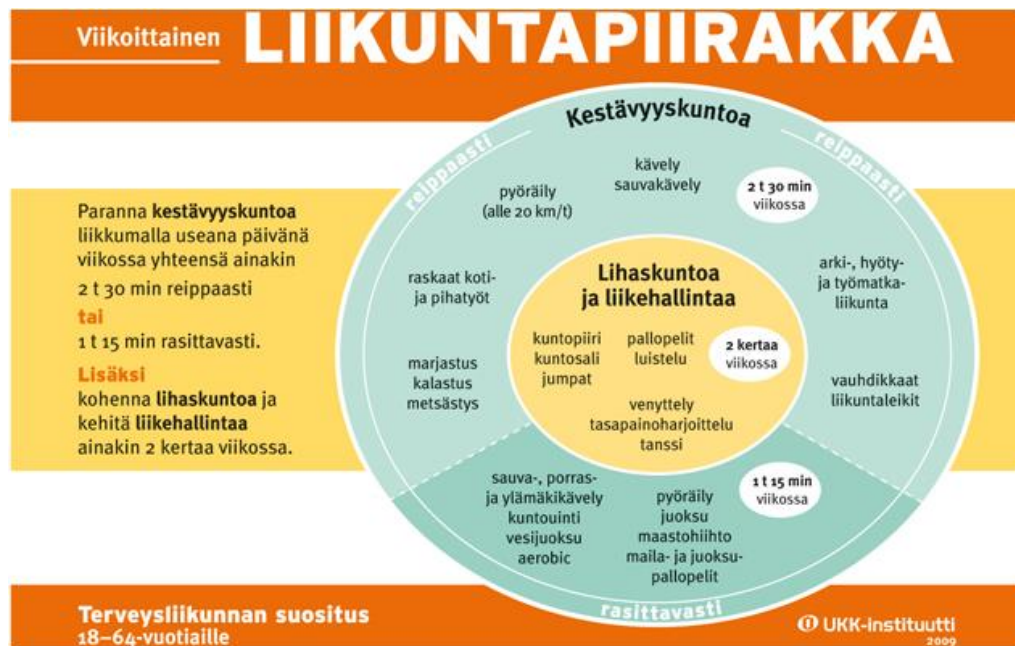 Viikoittainen LIIKUNTAPIIRAKKA
Paranna kestävyyskuntoa
liikkumalla useana päivänä
viikossa yhteensä ainakin
2 t 30 min reippaasti
tai
1 t 15 min rasittavasti.
Lisäksi
kohenna lihaskuntoa ja
kehitä liikehallintaa
ainakin 2 kertaa viikossa.
Kestävyyskuntoa
reippaasti
reippaasti
kävely
sauvakävely
2 t 30 min
viikossa
pyöräily
(alle 20 km/t)
raskaat koti-
ja pihatyöt
arki-, hyöty-
ja työmatka-
liikunta
marjastus
kalastus
metsästys
vauhdikkaat
liikuntaleikit
Lihaskuntoa
ja liikehallintaa
kuntopiiri
kuntosali
jumpat
pallopelit
luistelu
2 kertaa
viikossa
venyttely
tasapainoharjoittelu
tanssi
sauva-, porras-
ja ylämäkikävely
kuntouinti
vesijuoksu
aerobic
pyöräily
juoksu
maastohiihto
maila- ja juoksu-
pallopelit
1 t 15 min
viikossa
rasittavasti
Terveysliikunnan suositus
18–64-vuotiaille
UKK-instituutti
2009